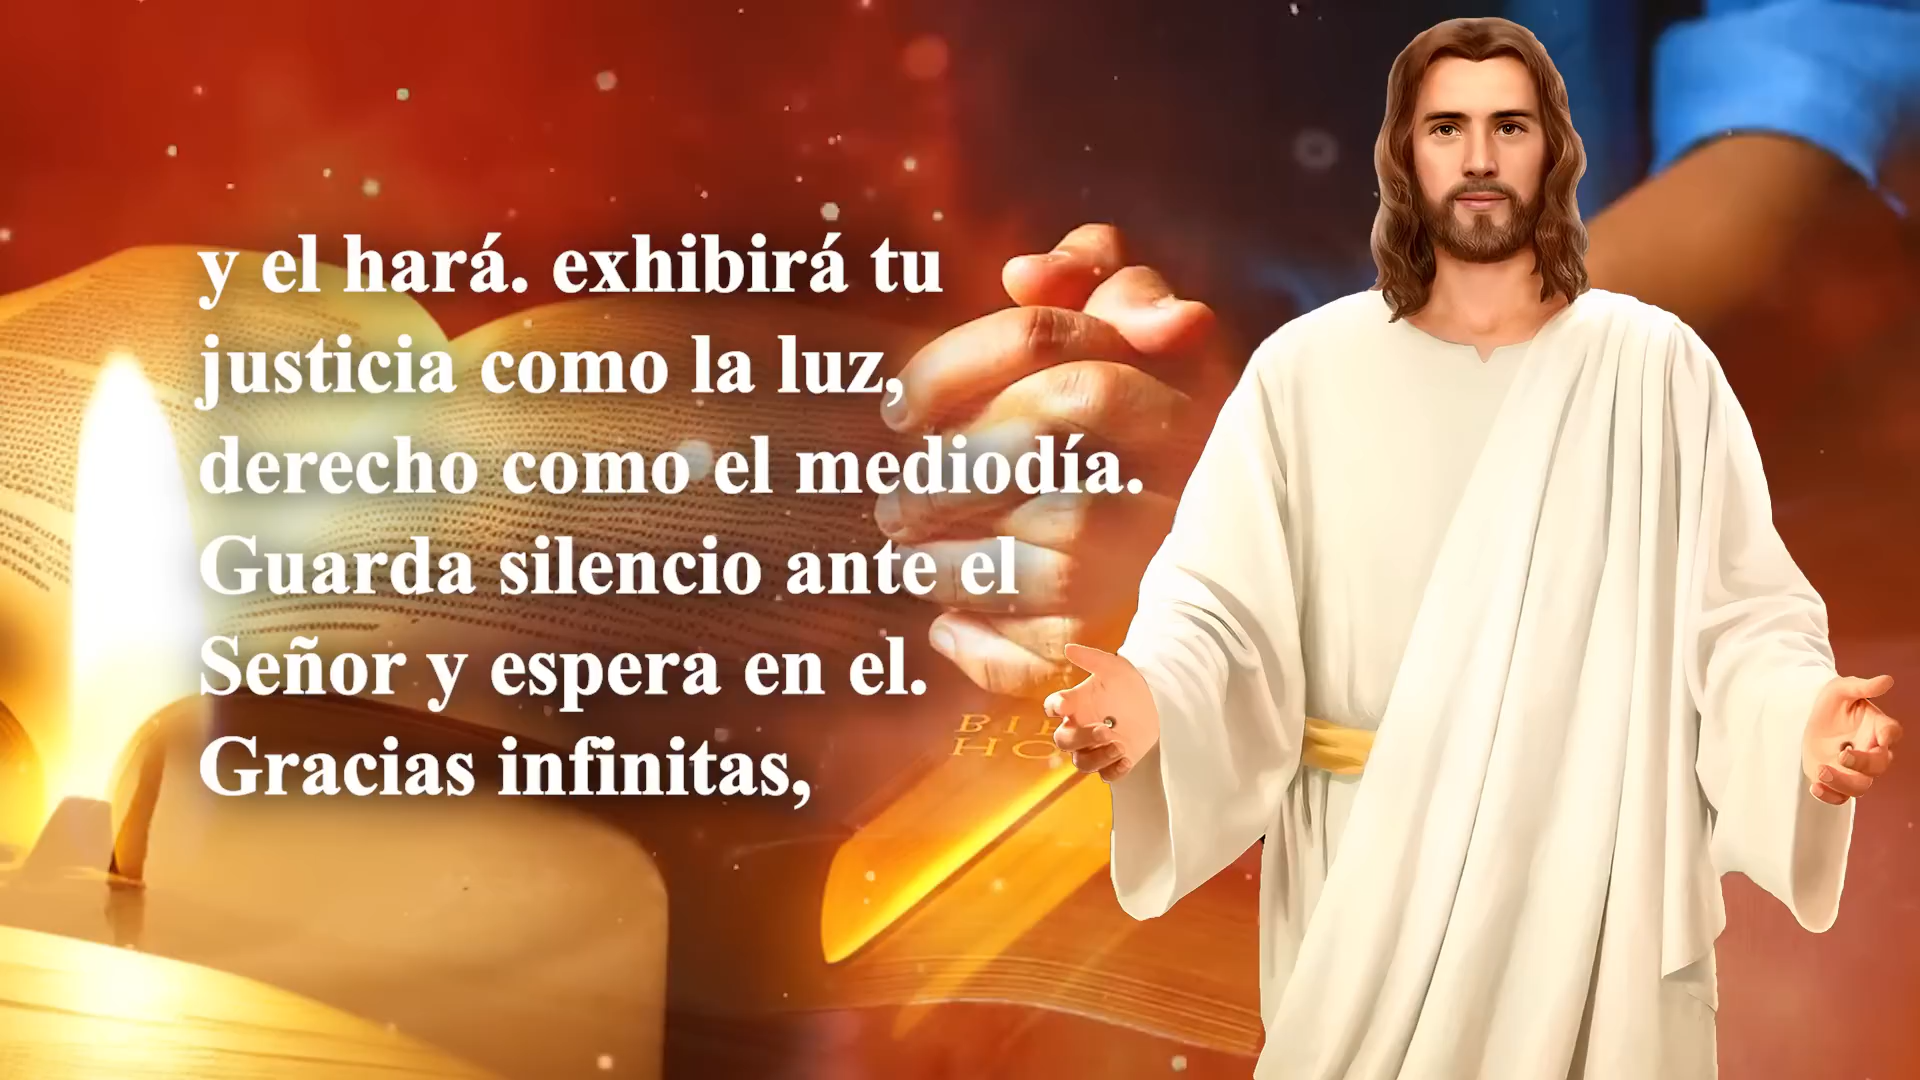 y el hará. exhibirá tu
justicia como la luz,
derecho como el mediodía.
Guarda silencio ante el
Señor y espera en el.
Gracias infinitas,